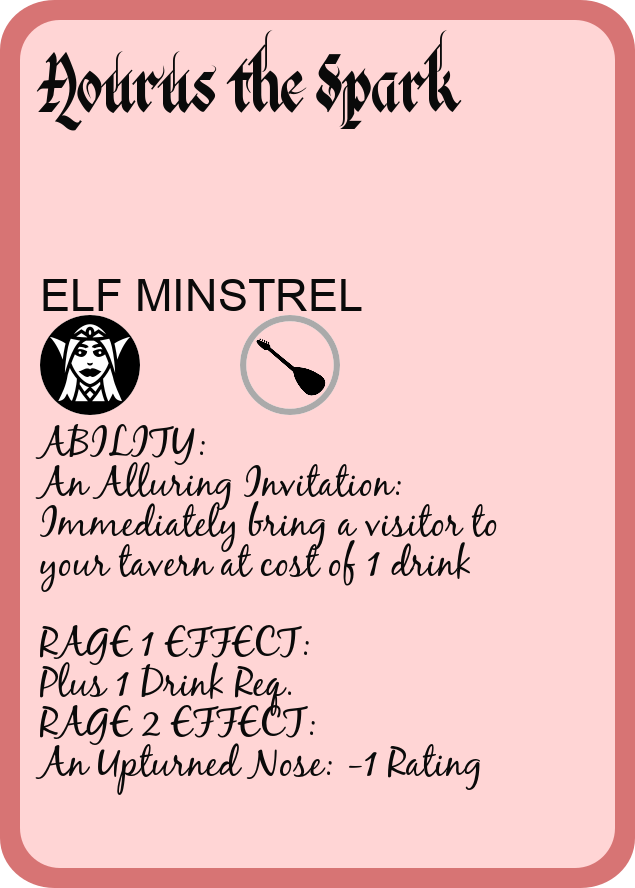 the Spark
ELF MINSTREL
ABILITY:
An Alluring Invitation:
Immediately bring a visitor to
your tavern at cost of 1 drink
RAGE 1 EFFECT:
Plus 1 Drink Req.
RAGE 2 EFFECT:
An Upturned Nose: -1 Rating